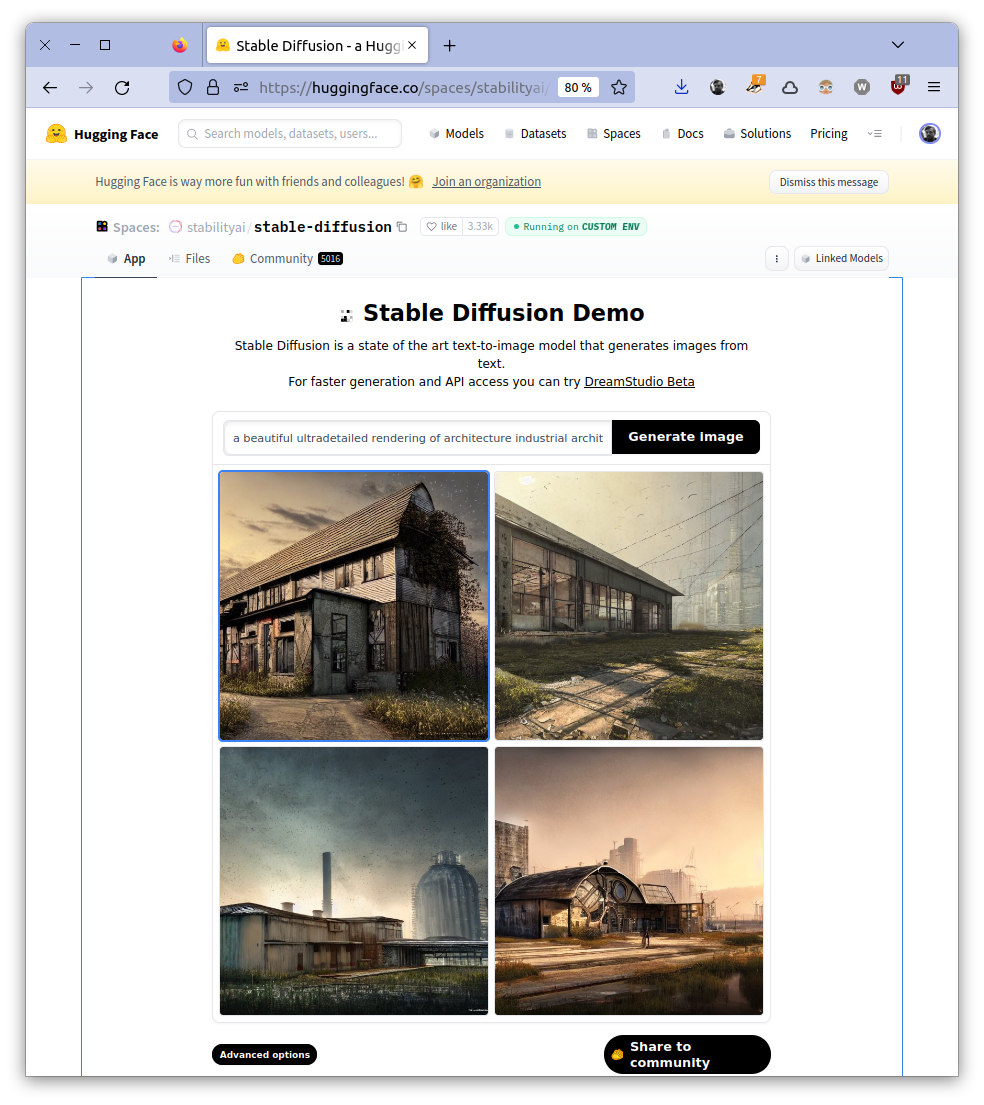 Stable Diffusion - a Hugg
https://huggingface.co/spaces/stabilityai/
80 %
7
W
11
Hugging Face
Search models, datasets, users...
Models
Datasets
Spaces
Docs
Solutions
Pricing
Hugging Face is way more fun with friends and colleagues! 🤗 Join an organization
Dismiss this message
Spaces:
stabilityai/stable-diffusion
like
3.33k
Running on CUSTOM ENV
App
Files
Community
5016
Linked Models
Stable Diffusion Demo
Stable Diffusion is a state of the art text-to-image model that generates images from
text.
For faster generation and API access you can try DreamStudio Beta
a beautiful ultradetailed rendering of architecture industrial archit
Generate image
Advanced options
Share to
community